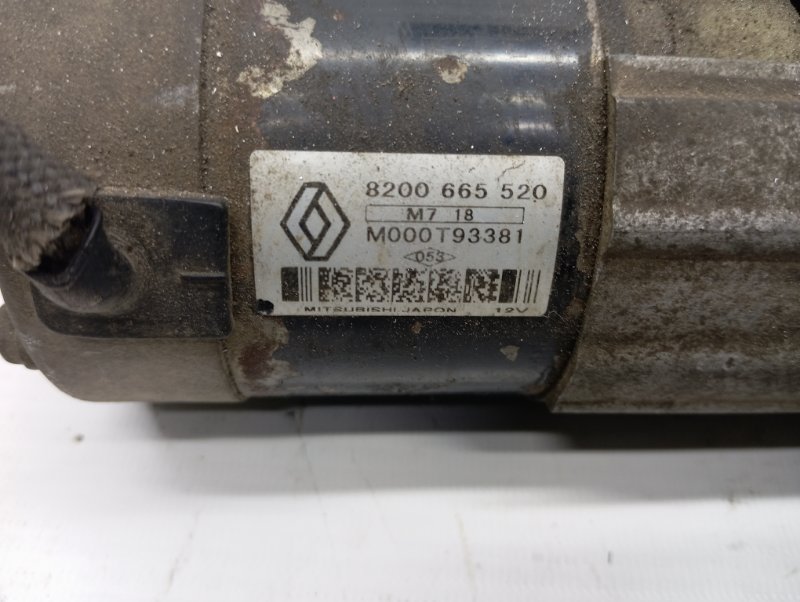 8200 665 520
M7 18
M000T93381
053
MITSUBISHI JAPON 12V